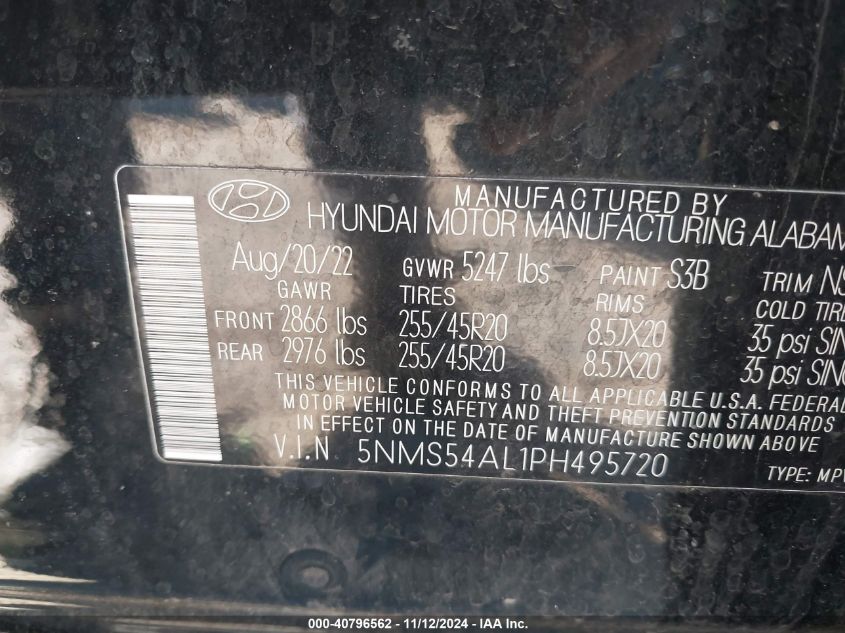 MANUFACTURED BY
HYUNDAI MOTOR MANUFACTURING ALABAM
Aug/20/22 GVWR 5247 lbs PAINT S3B TRIM NS
GAWR TIRES RIMS COLD TIRE
FRONT 2866 lbs 255/45R20 8.5JX20 35 psi SIN
REAR 2976 lbs 255/45R20 8.5JX20 35 psi SING
THIS VEHICLE CONFORMS TO ALL APPLICABLE U.S.A. FEDERAL
MOTOR VEHICLE SAFETY AND THEFT PREVENTION STANDARDS
IN EFFECT ON THE DATE OF MANUFACTURE SHOWN ABOVE
V.I.N 5NMS54AL1PH495720
TYPE: MPV
000-40796562 - 11/12/2024 - IAA Inc.